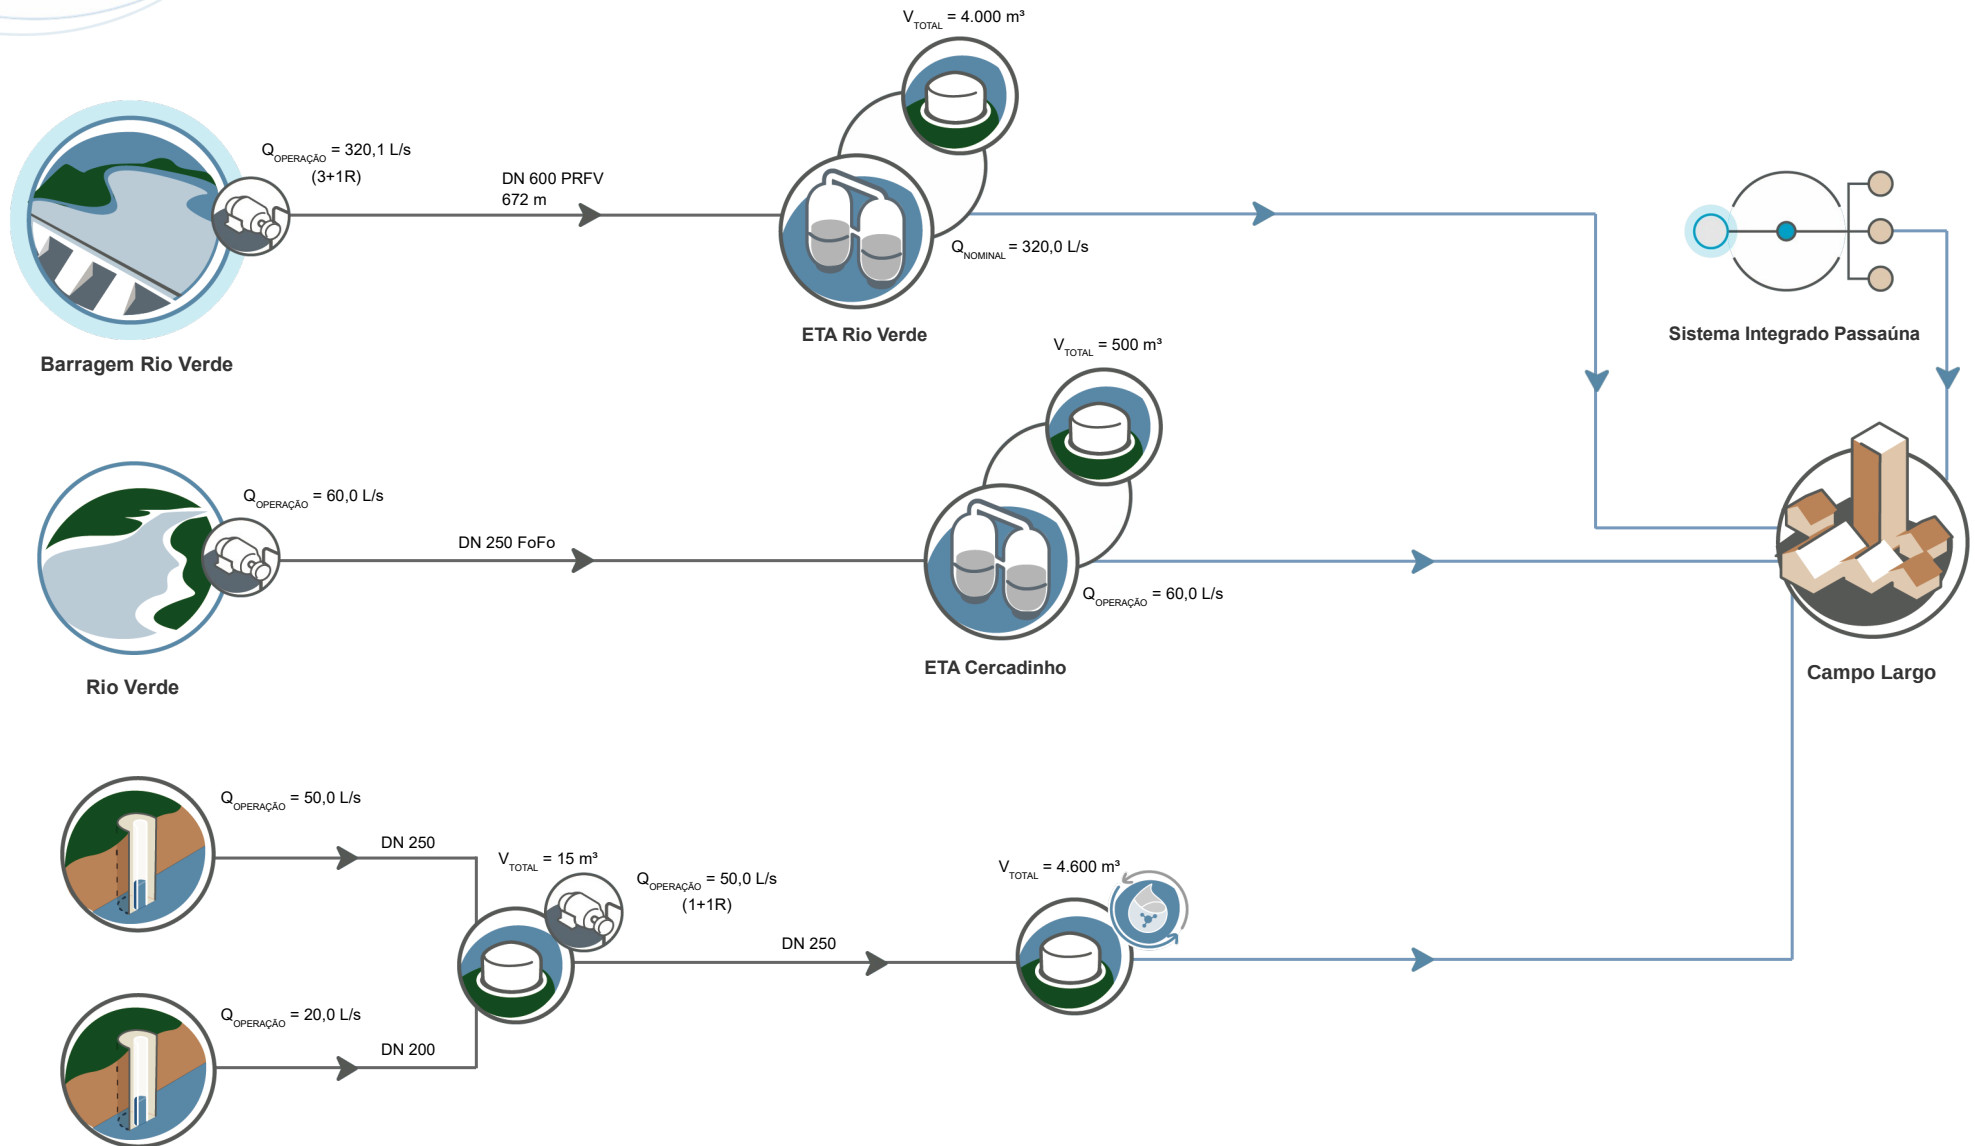 V TOTAL = 4.000 m³
Q OPERAÇÃO = 320,1 L/s
(3+1R)
DN 600 PRFV
672 m
Q NOMINAL = 320,0 L/s
ETA Rio Verde
Sistema Integrado Passaúna
Barragem Rio Verde
V TOTAL = 500 m³
Q OPERAÇÃO = 60,0 L/s
DN 250 FoFo
Q OPERAÇÃO = 60,0 L/s
ETA Cercadinho
Campo Largo
Rio Verde
Q OPERAÇÃO = 50,0 L/s
DN 250
V TOTAL = 15 m³
Q OPERAÇÃO = 50,0 L/s
(1+1R)
V TOTAL = 4.600 m³
DN 250
Q OPERAÇÃO = 20,0 L/s
DN 200